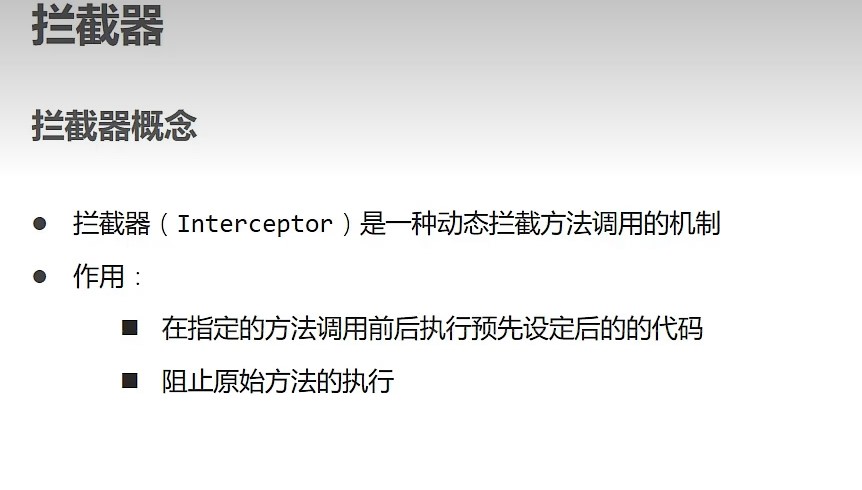 拦截器
拦截器概念
● 拦截器（Interceptor）是一种动态拦截方法调用的机制
● 作用：
■ 在指定的方法调用前后执行预先设定后的的代码
■ 阻止原始方法的执行